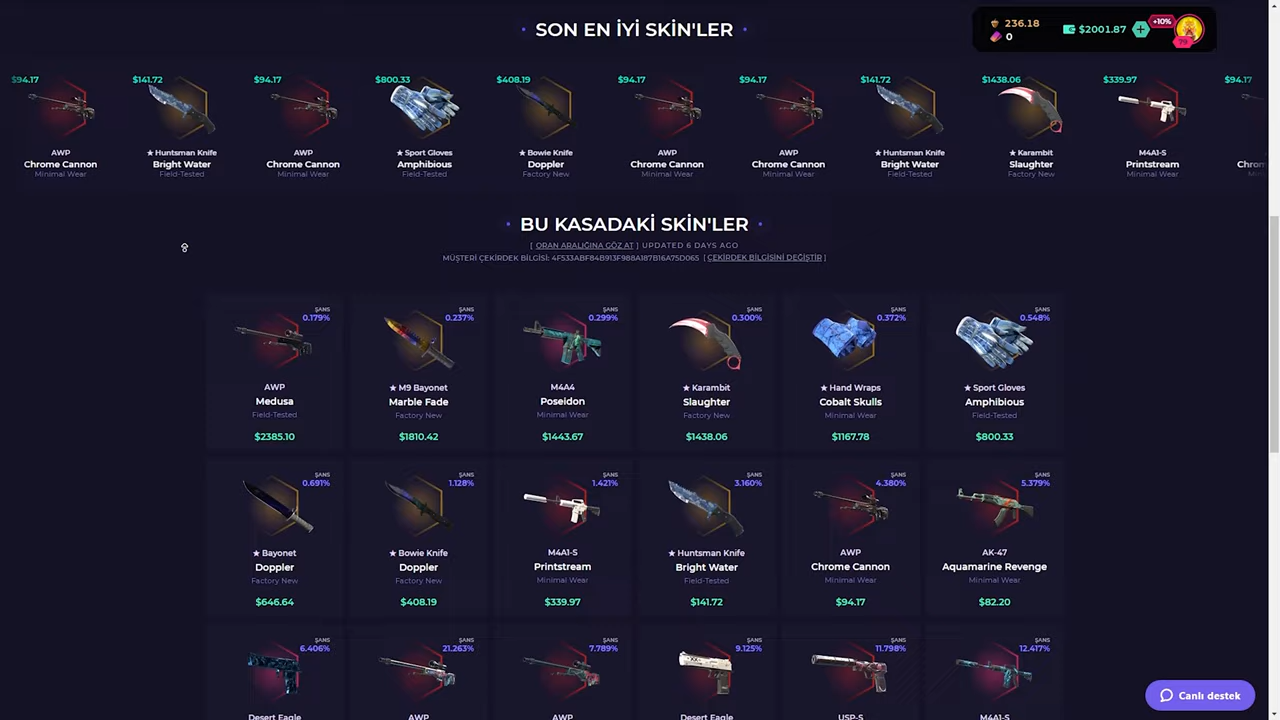 SON EN İYİ SKİN'LER
236.18
0
$2001.87
+10%
$94.17
$141.72
$94.17
$800.33
$408.19
$94.17
$94.17
$141.72
$1438.06
$339.97
$94.17
AWP
Chrome Cannon
Minimal Wear
★ Huntsman Knife
Bright Water
Field-Tested
AWP
Chrome Cannon
Minimal Wear
★ Sport Gloves
Amphibious
Field-Tested
★ Bowie Knife
Doppler
Factory New
AWP
Chrome Cannon
Minimal Wear
AWP
Chrome Cannon
Minimal Wear
★ Huntsman Knife
Bright Water
Field-Tested
★ Karambit
Slaughter
Factory New
M4A1-S
Printstream
Minimal Wear
BU KASADAKİ SKİN'LER
[ ORAN ARALIĞINA GÖZ AT ] UPDATED 6 DAYS AGO
MÜŞTERİ ÇEKİRDEK BİLGİSİ: 4F533ABF84B913F988A187B16A75D065 [ ÇEKİRDEK BİLGİSİNİ DEĞİŞTİR ]
ŞANS
0.179%
AWP
Medusa
Field-Tested
$2385.10
ŞANS
0.237%
★ M9 Bayonet
Marble Fade
Factory New
$1810.42
ŞANS
0.299%
M4A4
Poseidon
Minimal Wear
$1443.67
ŞANS
0.300%
★ Karambit
Slaughter
Minimal Wear
$1438.06
ŞANS
0.372%
★ Hand Wraps
Cobalt Skulls
Minimal Wear
$1167.78
ŞANS
0.548%
★ Sport Gloves
Amphibious
Field-Tested
$800.33
ŞANS
0.691%
★ Bayonet
Doppler
Factory New
$646.64
ŞANS
1.128%
★ Bowie Knife
Doppler
Factory New
$408.19
ŞANS
1.421%
M4A1-S
Printstream
Minimal Wear
$339.97
ŞANS
3.160%
★ Huntsman Knife
Bright Water
Field-Tested
$141.72
ŞANS
4.380%
AWP
Chrome Cannon
Minimal Wear
$94.17
ŞANS
5.379%
AK-47
Aquamarine Revenge
Minimal Wear
$82.20
ŞANS
6.406%
Desert Eagle
ŞANS
21.263%
AWP
ŞANS
7.789%
AWP
ŞANS
9.125%
Desert Eagle
ŞANS
11.798%
USP-S
ŞANS
12.417%
M4A1-S
Canlı destek